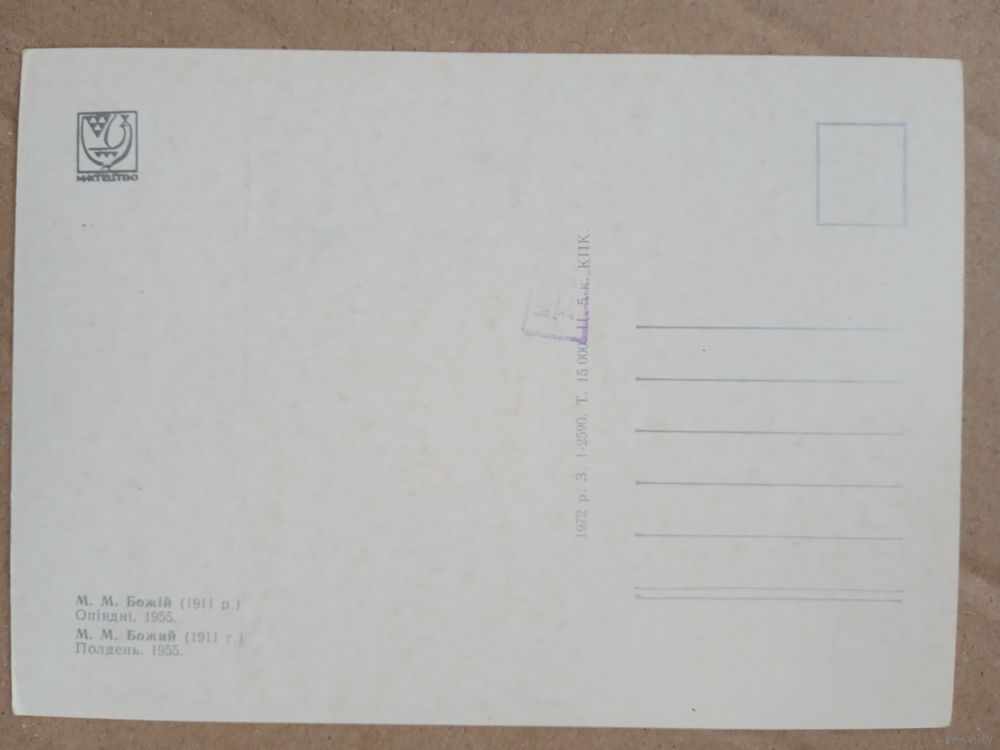 МИСТЕЦТВО
1972 р. З. 1-2590. Т. 15 000. Ц. 5 к. КПК.
М. М. Божій (1911 р.)
Опівдні. 1955.
М. М. Божий (1911 г.)
Полдень. 1955.